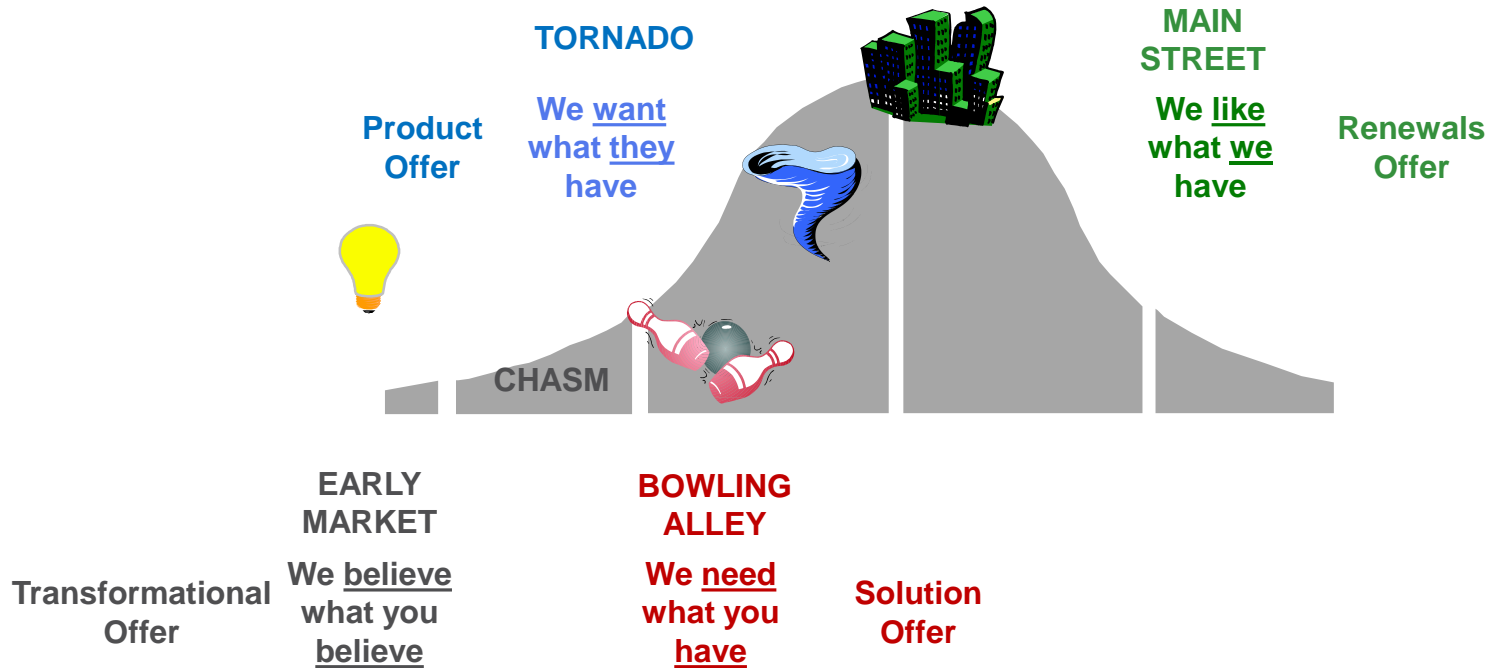 TORNADO
We want
what they
have
Product
Offer
MAIN
STREET
We like
what we
have
Renewals
Offer
CHASM
EARLY
MARKET
We believe
what you
believe
Transformational
Offer
BOWLING
ALLEY
We need
what you
have
Solution
Offer